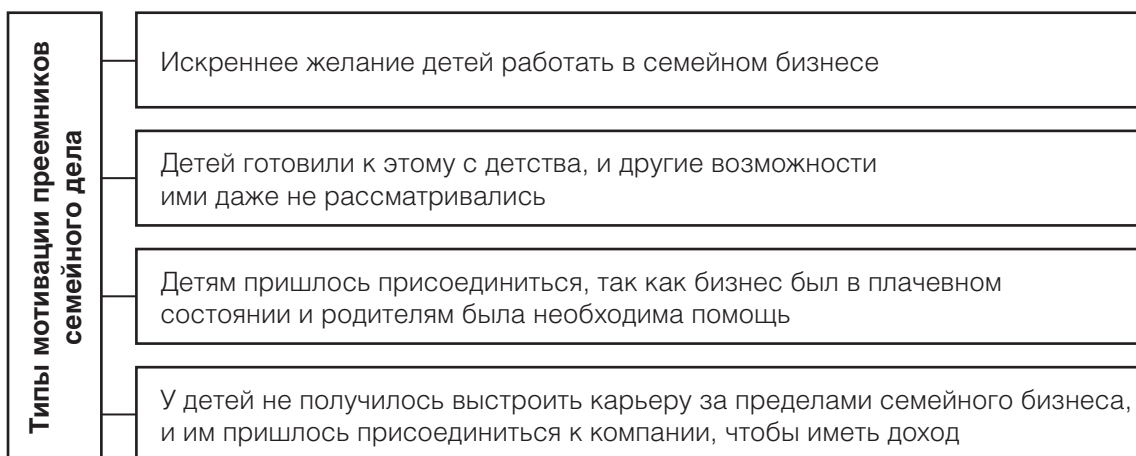 Типы мотивации преемников
семейного дела
Искреннее желание детей работать в семейном бизнесе
Детей готовили к этому с детства, и другие возможности
ими даже не рассматривались
Детям пришлось присоединиться, так как бизнес был в плачевном
состоянии и родителям была необходима помощь
У детей не получилось выстроить карьеру за пределами семейного бизнеса,
и им пришлось присоединиться к компании, чтобы иметь доход